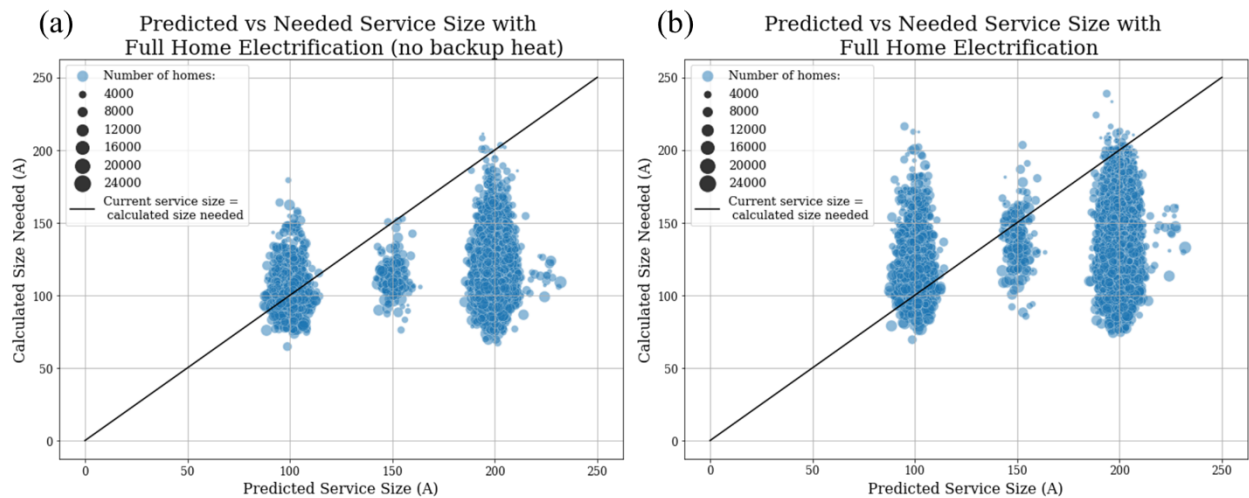 (a)
Predicted vs Needed Service Size with
Full Home Electrification (no backup heat)
Number of homes:
4000
8000
12000
16000
20000
24000
Current service size =
calculated size needed
Calculated Size Needed (A)
250
200
150
100
50
0
0 50 100 150 200 250
Predicted Service Size (A)
(b)
Predicted vs Needed Service Size with
Full Home Electrification
Number of homes:
4000
8000
12000
16000
20000
24000
Current service size =
calculated size needed
Calculated Size Needed (A)
250
200
150
100
50
0
0 50 100 150 200 250
Predicted Service Size (A)